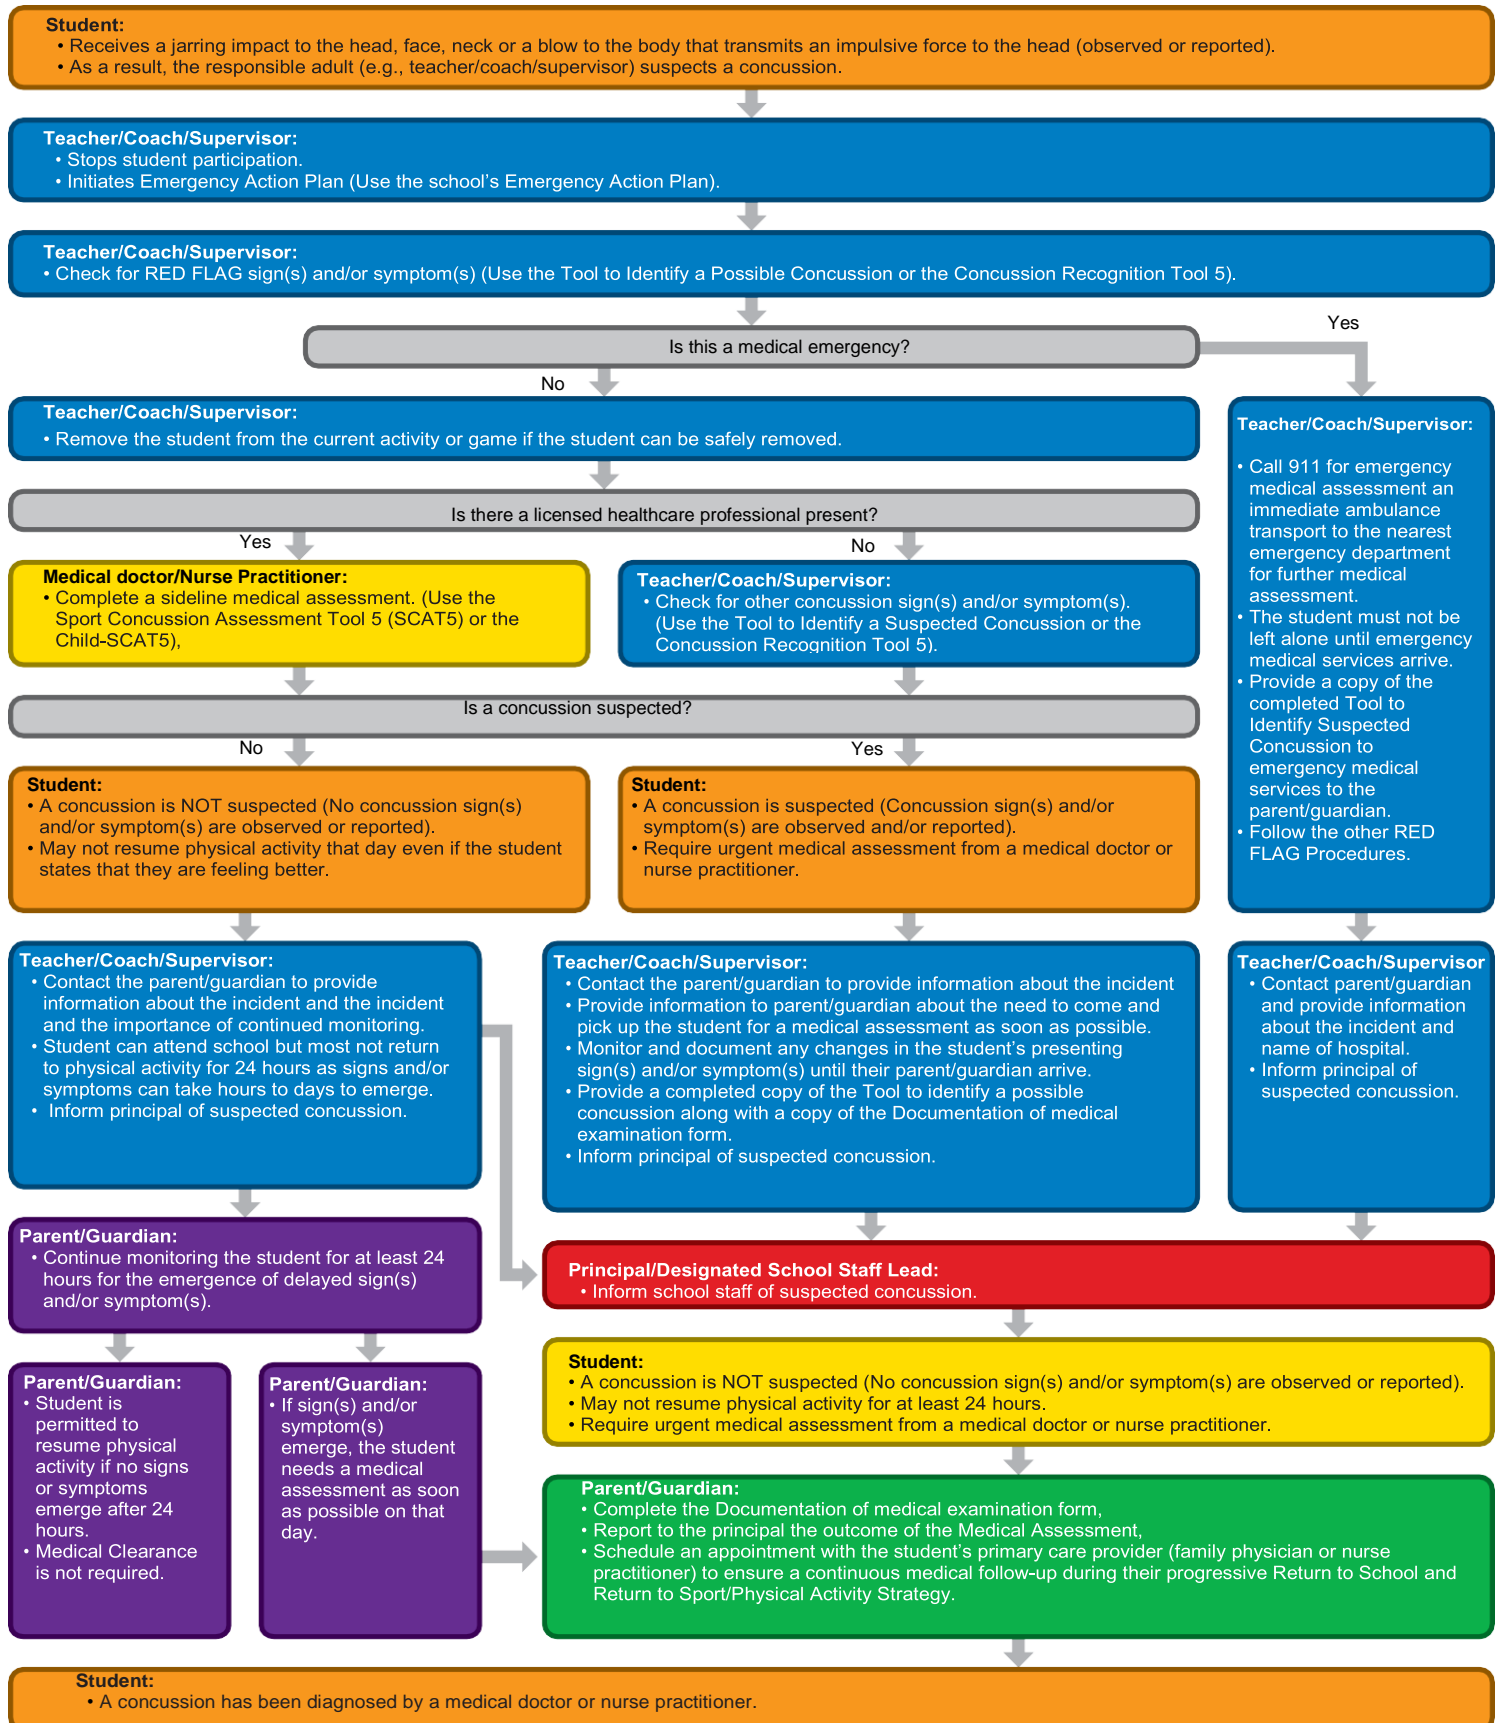 Student:
• Receives a jarring impact to the head, face, neck or a blow to the body that transmits an impulsive force to the head (observed or reported).
• As a result, the responsible adult (e.g., teacher/coach/supervisor) suspects a concussion.
Teacher/Coach/Supervisor:
• Stops student participation.
• Initiates Emergency Action Plan (Use the school’s Emergency Action Plan).
Teacher/Coach/Supervisor:
• Check for RED FLAG sign(s) and/or symptom(s) (Use the Tool to Identify a Possible Concussion or the Concussion Recognition Tool 5).
Is this a medical emergency?
Yes
No
Teacher/Coach/Supervisor:
• Remove the student from the current activity or game if the student can be safely removed.
Teacher/Coach/Supervisor:
• Call 911 for emergency
medical assessment an
immediate ambulance
transport to the nearest
emergency department
for further medical
assessment.
• The student must not be
left alone until emergency
medical services arrive.
• Provide a copy of the
completed Tool to
Identify Suspected
Concussion to
emergency medical
services to the
parent/guardian.
• Follow the other RED
FLAG Procedures.
Is there a licensed healthcare professional present?
Yes
No
Medical doctor/Nurse Practitioner:
• Complete a sideline medical assessment. (Use the
Sport Concussion Assessment Tool 5 (SCAT5) or the
Child-SCAT5),
Teacher/Coach/Supervisor:
• Check for other concussion sign(s) and/or symptom(s).
(Use the Tool to Identify a Suspected Concussion or the
Concussion Recognition Tool 5).
Is a concussion suspected?
No
Yes
Student:
• A concussion is NOT suspected (No concussion sign(s)
and/or symptom(s) are observed or reported).
• May not resume physical activity that day even if the student
states that they are feeling better.
Student:
• A concussion is suspected (Concussion sign(s) and/or
symptom(s) are observed and/or reported).
• Require urgent medical assessment from a medical doctor or
nurse practitioner.
Teacher/Coach/Supervisor:
• Contact the parent/guardian to provide
information about the incident and the incident
and the importance of continued monitoring.
• Student can attend school but most not return
to physical activity for 24 hours as signs and/or
symptoms can take hours to days to emerge.
• Inform principal of suspected concussion.
Teacher/Coach/Supervisor:
• Contact the parent/guardian to provide information about the incident
• Provide information to parent/guardian about the need to come and
pick up the student for a medical assessment as soon as possible.
• Monitor and document any changes in the student’s presenting
sign(s) and/or symptom(s) until their parent/guardian arrive.
• Provide a completed copy of the Tool to identify a possible
concussion along with a copy of the Documentation of medical
examination form.
• Inform principal of suspected concussion.
Teacher/Coach/Supervisor
• Contact parent/guardian
and provide information
about the incident and
name of hospital.
• Inform principal of
suspected concussion.
Parent/Guardian:
• Continue monitoring the student for at least 24
hours for the emergence of delayed sign(s)
and/or symptom(s).
Principal/Designated School Staff Lead:
• Inform school staff of suspected concussion.
Student:
• A concussion is NOT suspected (No concussion sign(s) and/or symptom(s) are observed or reported).
• May not resume physical activity for at least 24 hours.
• Require urgent medical assessment from a medical doctor or nurse practitioner.
Parent/Guardian:
• Student is
permitted to
resume physical
activity if no signs
or symptoms
emerge after 24
hours.
• Medical Clearance
is not required.
Parent/Guardian:
• If sign(s) and/or
symptom(s)
emerge, the student
needs a medical
assessment as soon
as possible on that
day.
Parent/Guardian:
• Complete the Documentation of medical examination form,
• Report to the principal the outcome of the Medical Assessment,
• Schedule an appointment with the student’s primary care provider (family physician or nurse
practitioner) to ensure a continuous medical follow-up during their progressive Return to School and
Return to Sport/Physical Activity Strategy.
Student:
• A concussion has been diagnosed by a medical doctor or nurse practitioner.